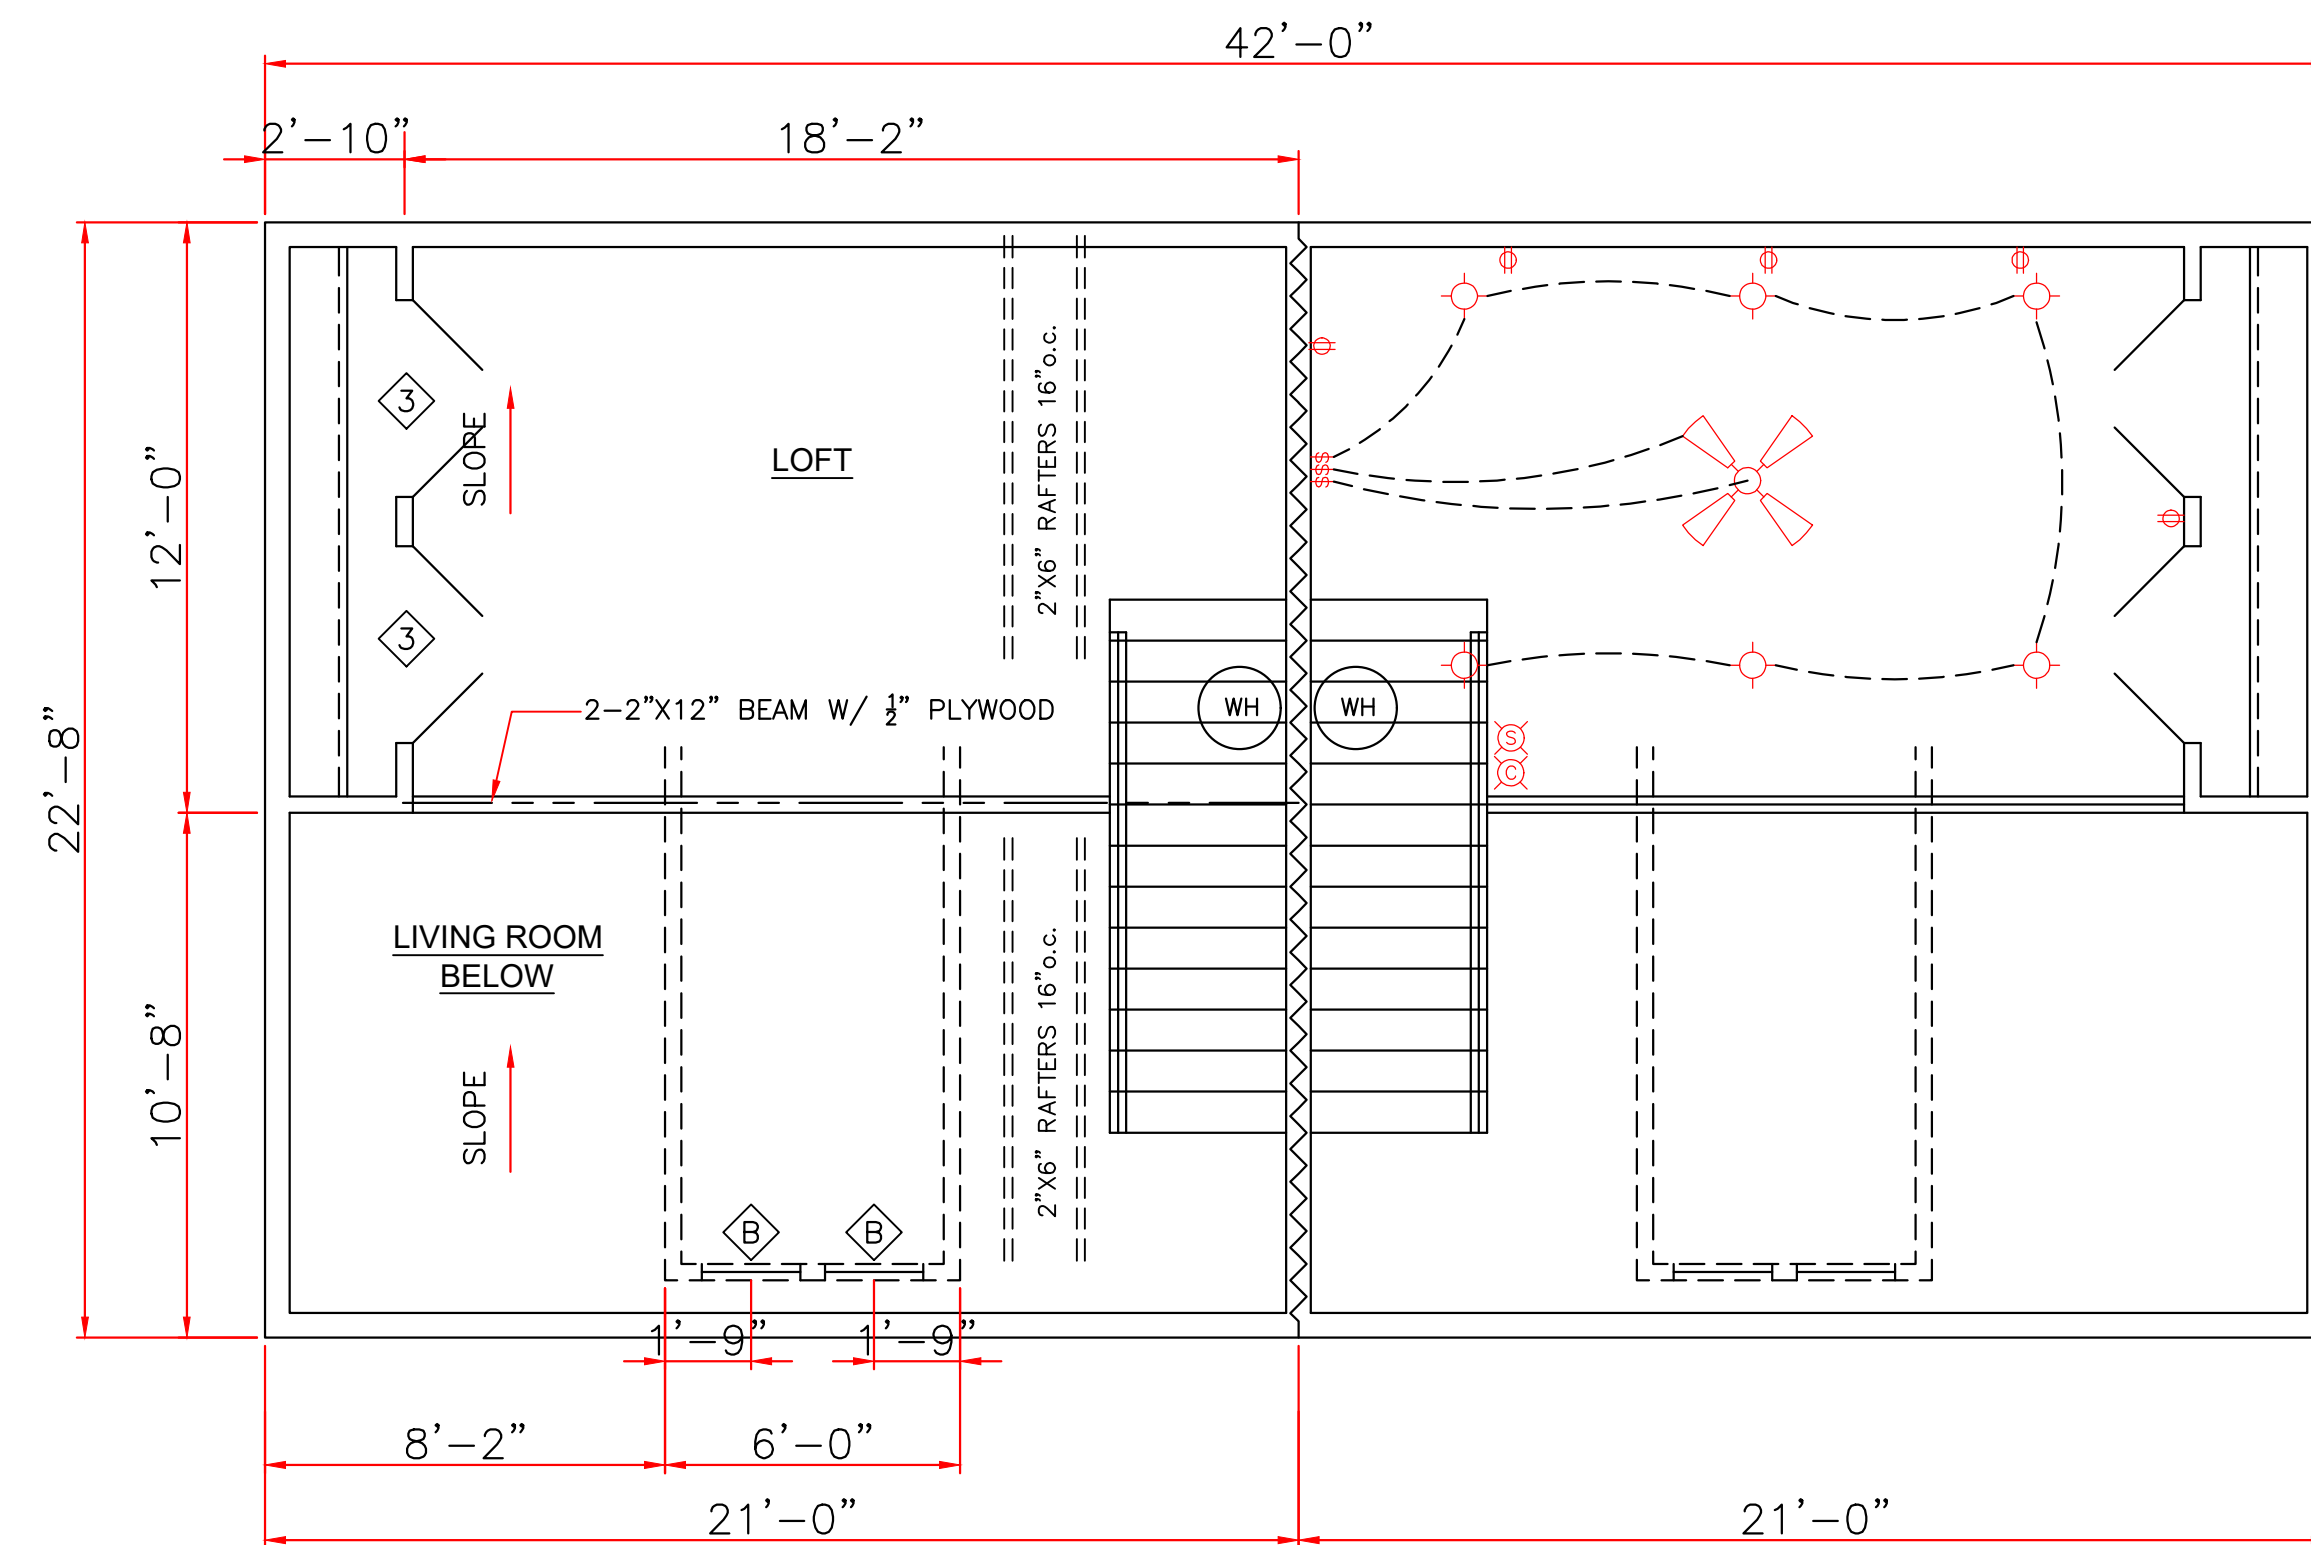 42'-0"
2'-10"
18'-2"
LOFT
SLOPE
3
3
2"X6" RAFTERS 16"o.c.
12'-0"
22'-8"
10'-8"
2-2"X12" BEAM W/ ½" PLYWOOD
WH
WH
S
S
S
S
C
LIVING ROOM
BELOW
SLOPE
2"X6" RAFTERS 16"o.c.
B
B
1'-9"
1'-9"
8'-2"
6'-0"
21'-0"
21'-0"